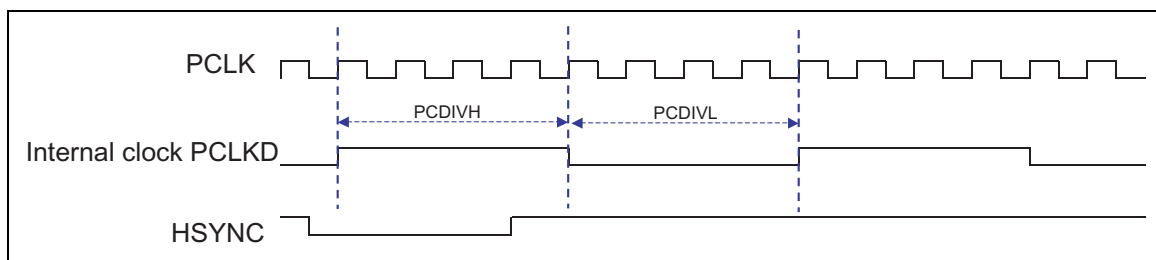 PCLK
PCDIVH
PCDIVL
Internal clock PCLKD
HSYNC